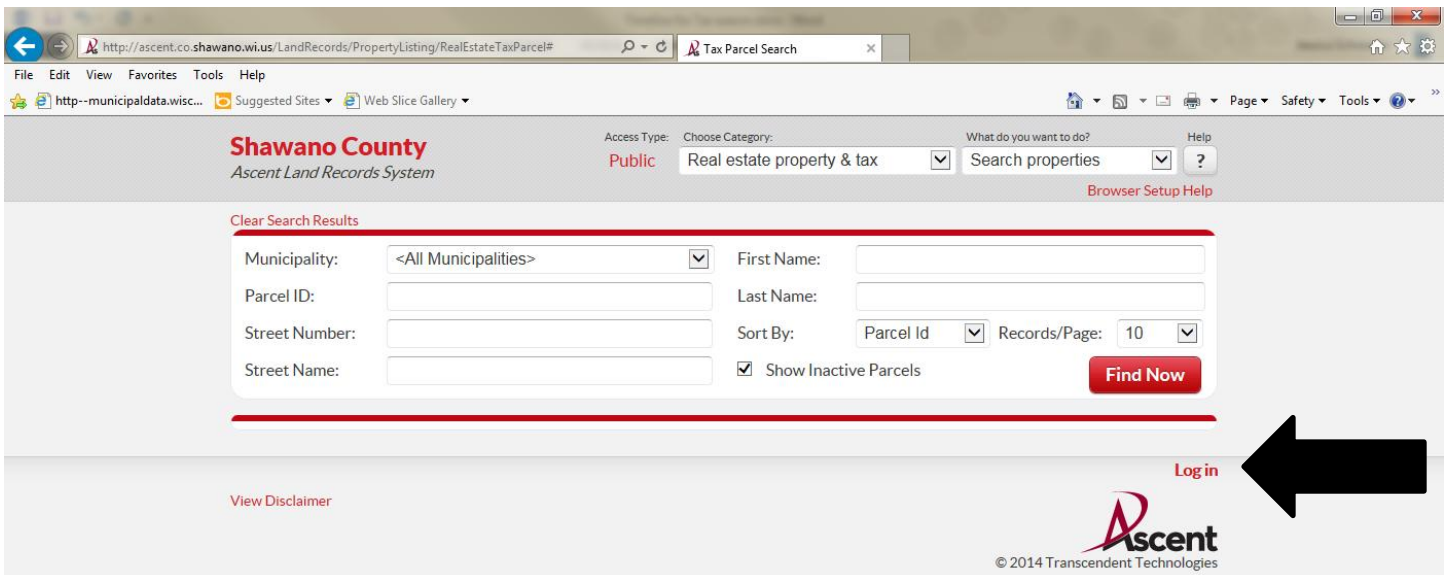 http://ascent.co.shawano.wi.us/LandRecords/PropertyListing/RealEstateTaxParcel# Tax Parcel Search
File Edit View Favorites Tools Help
http--municipaldata.wisc... Suggested Sites Web Slice Gallery Page Safety Tools
Shawano County
Ascent Land Records System
Access Type: Choose Category: What do you want to do? Help
Public Real estate property & tax Search properties ?
Browser Setup Help
Clear Search Results
Municipality: <All Municipalities> First Name:
Parcel ID: Last Name:
Street Number: Sort By: Parcel Id Records/Page: 10
Street Name: Show Inactive Parcels Find Now
Log in
View Disclaimer
Ascent
© 2014 Transcendent Technologies